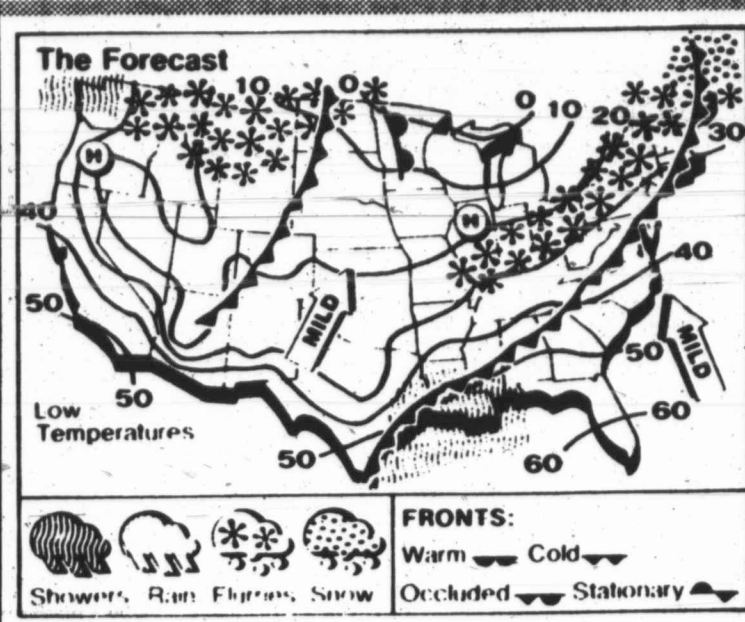 The Forecast
10 0
0 10
20
30
H
40
H
40
50
MILD
MILD
50
50
Low
Temperatures
50
60
60
FRONTS:
Warm Cold
Showers Rain Flurries Snow
Occluded Stationary